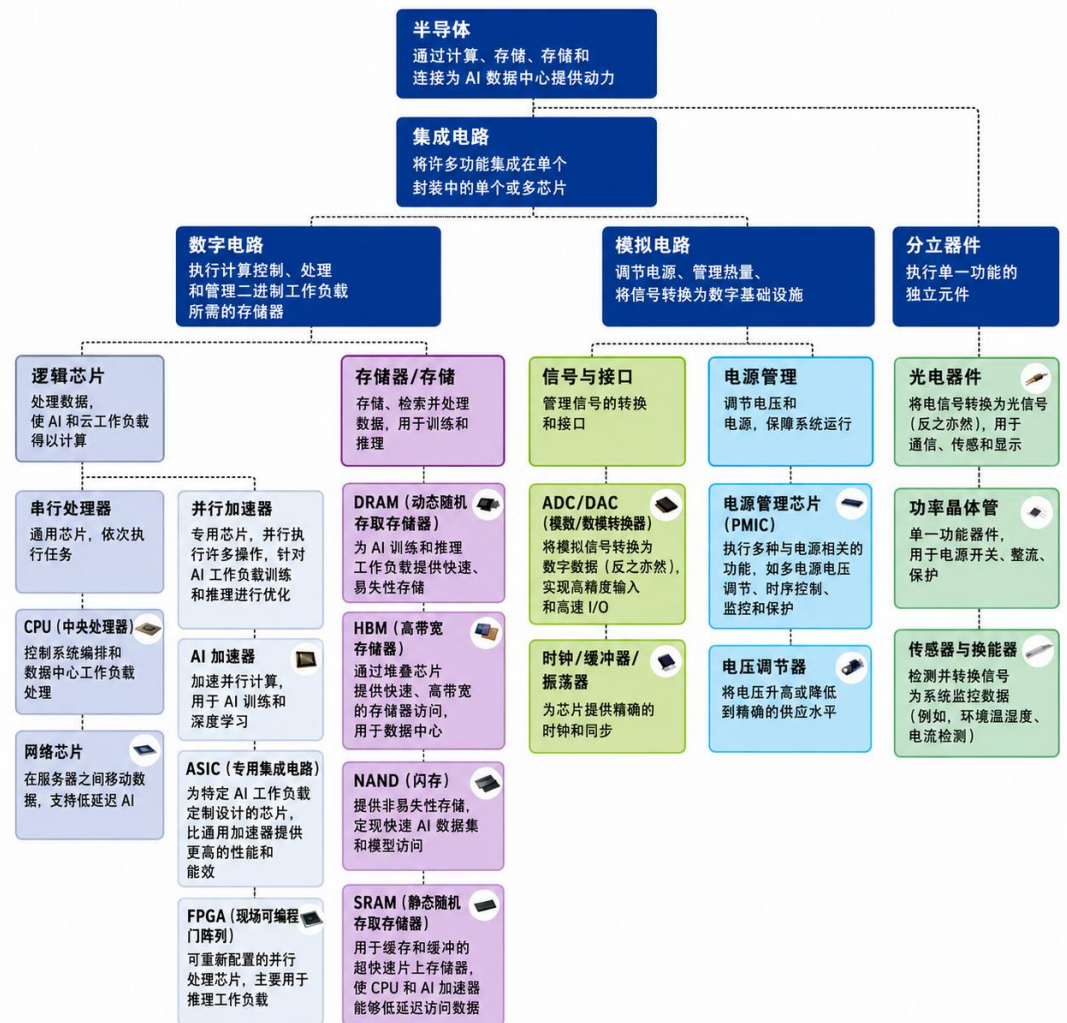 半导体
通过计算、存储、存储和
连接为 AI 数据中心提供动力
集成电路
将许多功能集成在单个
封装中的单个或多芯片
数字电路
执行计算控制、处理
和管理二进制工作负载
所需的存储器
模拟电路
调节电源、管理热量、
将信号转换为数字基础设施
分立器件
执行单一功能的
独立元件
逻辑芯片
处理数据，
使 AI 和云工作负载
得以计算
存储器/存储
存储、检索并处理
数据，用于训练和
推理
信号与接口
管理信号的转换
和接口
电源管理
调节电压和
电源，保障系统运行
光电器件
将电信号转换为光信号
（反之亦然），用于
通信、传感和显示
串行处理器
通用芯片，依次执
行任务
CPU（中央处理器）
控制系统编排和
数据中心工作负载
处理
网络芯片
在服务器之间移动数
据，支持低延迟 AI
并行加速器
专用芯片，并行执
行许多操作，针对
AI 工作负载训练
和推理进行优化
AI 加速器
加速并行计算，
用于 AI 训练和
深度学习
ASIC（专用集成电路）
为特定 AI 工作负载
定制设计的芯片，
比通用加速器提供
更高的性能和
能效
FPGA（现场可编程
门阵列）
可重新配置的并行
处理芯片，主要用于
推理工作负载
DRAM（动态随机
存取存储器）
为 AI 训练和推理
工作负载提供快速、
易失性存储
HBM（高带宽
存储器）
通过堆叠芯片
提供快速、高带宽
的存储器访问，
用于数据中心
NAND（闪存）
提供非易失性存储，
定现快速 AI 数据集
和模型访问
SRAM（静态随机
存取存储器）
用于缓存和缓冲的
超快速片上存储器，
使 CPU 和 AI 加速器
能够低延迟访问数据
ADC/DAC
（模数/数模转换器）
将模拟信号转换为
数字数据（反之亦然），
实现高精度输入
和高速 I/O
时钟/缓冲器/
振荡器
为芯片提供精确的
时钟和同步
电源管理芯片
（PMIC）
执行多种与电源相关的
功能，如多电源电压
调节、时序控制、
监控和保护
电压调节器
将电压升高或降低
到精确的供应水平
功率晶体管
单一功能器件，
用于电源开关、整流、
保护
传感器与换能器
检测并转换信号
为系统监控数据
（例如，环境温湿度、
电流检测）